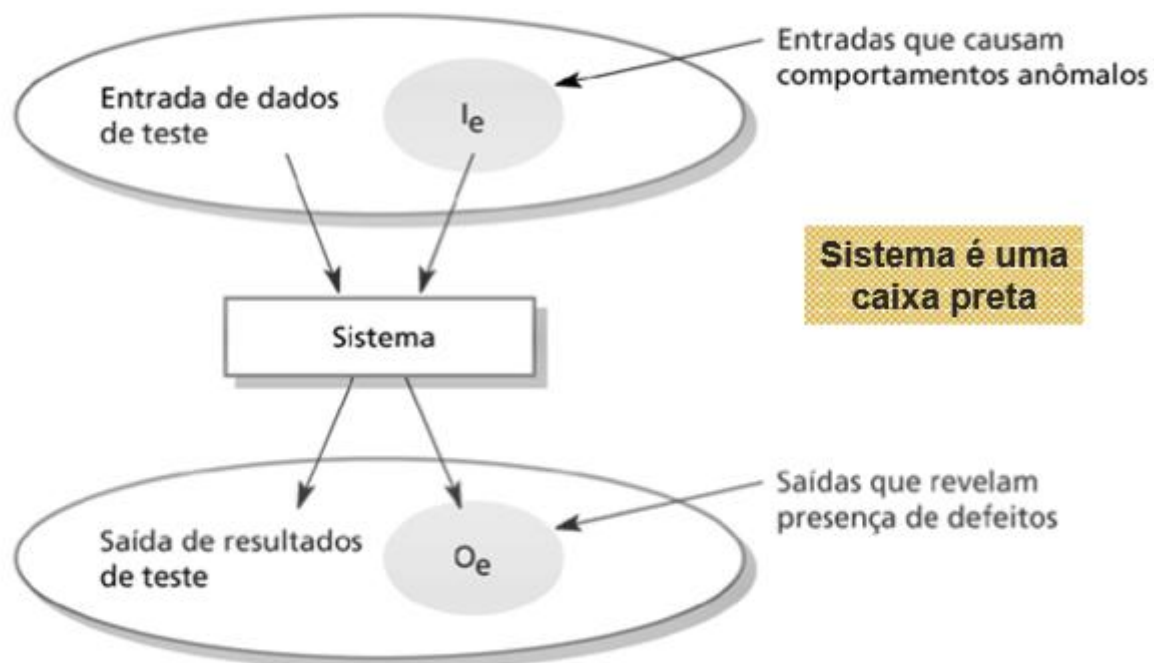 Entradas que causam
comportamentos anômalos
Entrada de dados
de teste
Ie
Sistema é uma
caixa preta
Sistema
Saídas que revelam
presença de defeitos
Saída de resultados
de teste
Oe